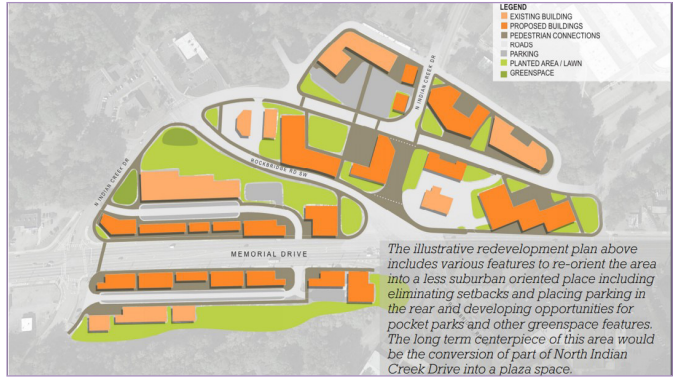 LEGEND
EXISTING BUILDING
PROPOSED BUILDINGS
PEDESTRIAN CONNECTIONS
ROADS
PARKING
PLANTED AREA / LAWN
GREENSPACE
N INDIAN CREEK DR
ROCKBRIDGE RD SW
N INDIAN CREEK DR
MEMORIAL DRIVE
The illustrative redevelopment plan above
includes various features to re-orient the area
into a less suburban oriented place including
eliminating setbacks and placing parking in
the rear and developing opportunities for
pocket parks and other greenspace features.
The long term centerpiece of this area would
be the conversion of part of North Indian
Creek Drive into a plaza space.